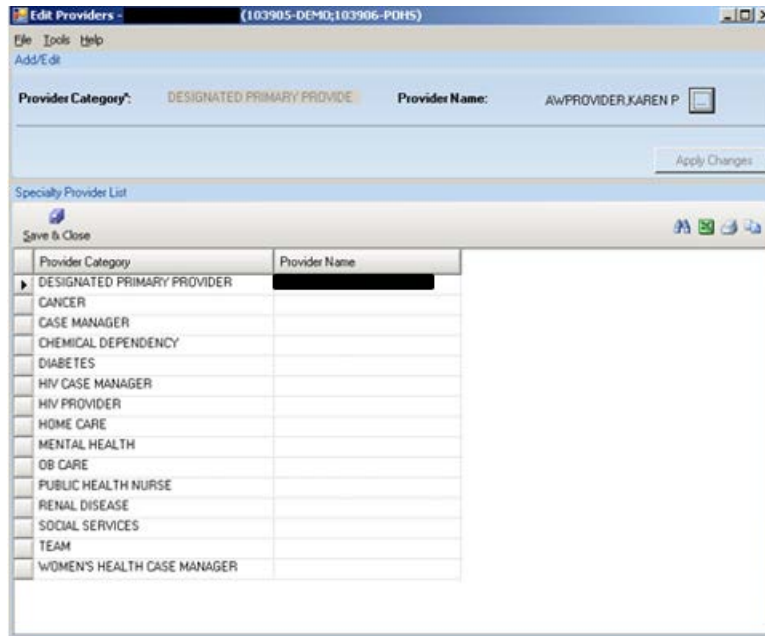 Edit Providers - (103905-DEMO;103906-POHS)
File Tools Help
Add/Edit
Provider Category*: DESIGNATED PRIMARY PROVIDE Provider Name: AWPROVIDER,KAREN P ...
Apply Changes
Specialty Provider List
Save & Close
Provider Category Provider Name
DESIGNATED PRIMARY PROVIDER
CANCER
CASE MANAGER
CHEMICAL DEPENDENCY
DIABETES
HIV CASE MANAGER
HIV PROVIDER
HOME CARE
MENTAL HEALTH
OB CARE
PUBLIC HEALTH NURSE
RENAL DISEASE
SOCIAL SERVICES
TEAM
WOMEN'S HEALTH CASE MANAGER